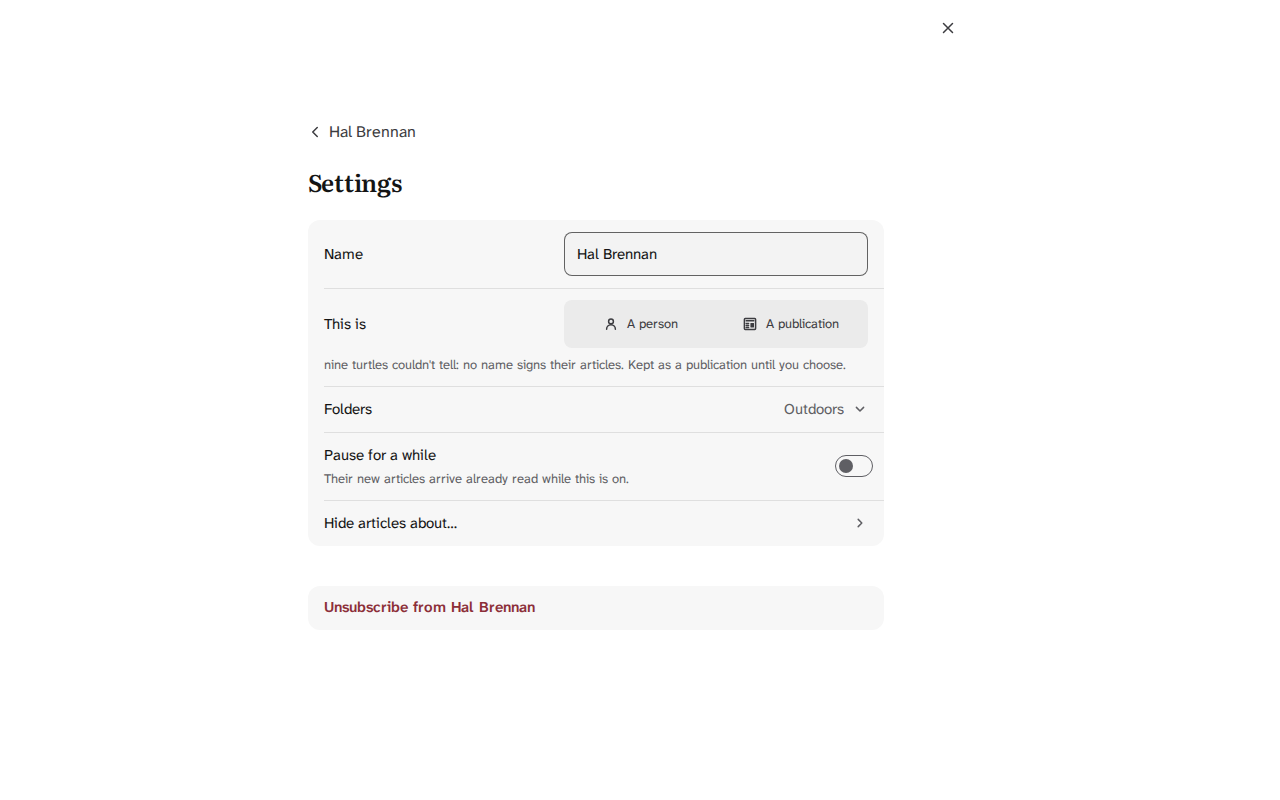 Hal Brennan
Settings
Name
Hal Brennan
This is
A person
A publication
nine turtles couldn't tell: no name signs their articles. Kept as a publication until you choose.
Folders
Outdoors
Pause for a while
Their new articles arrive already read while this is on.
Hide articles about...
Unsubscribe from Hal Brennan